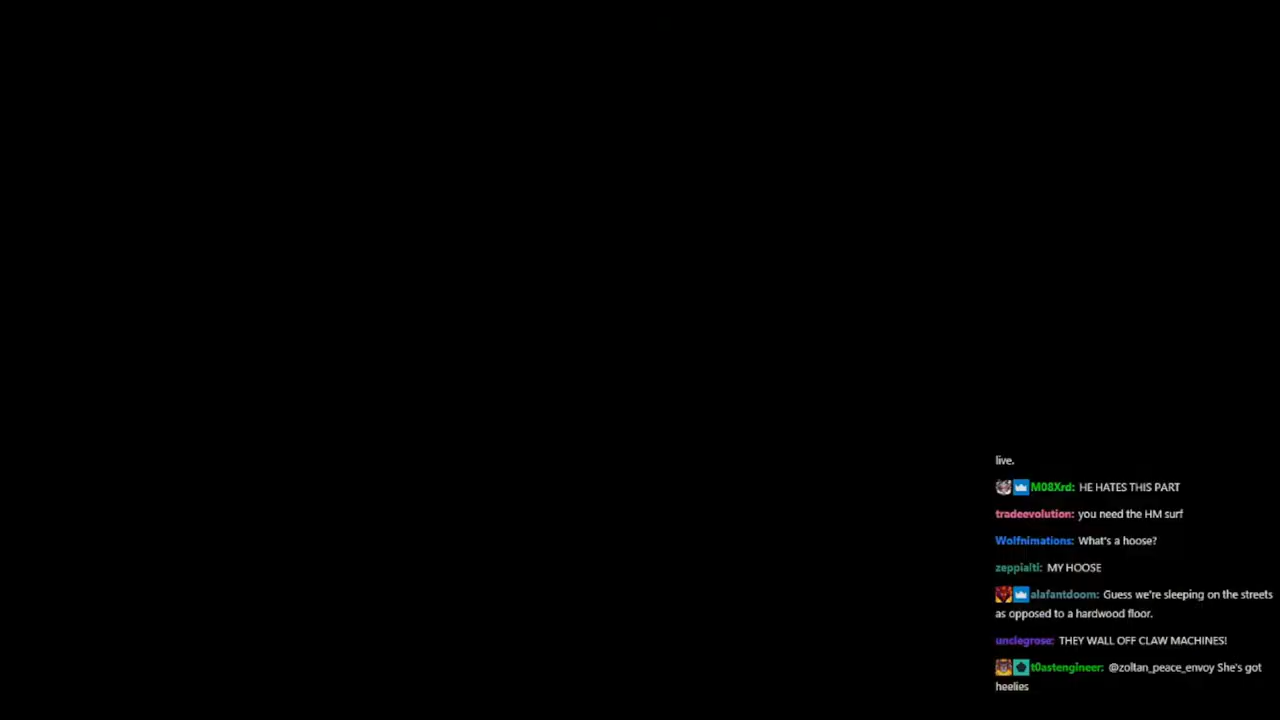 live.
M08Xrd: HE HATES THIS PART
tradeevolution: you need the HM surf
Wolfnimations: What's a hoose?
zeppialti: MY HOOSE
alafantdoom: Guess we're sleeping on the streets
as opposed to a hardwood floor.
unclegrose: THEY WALL OFF CLAW MACHINES!
t0astengineer: @zoltan_peace_envoy She's got
heelies